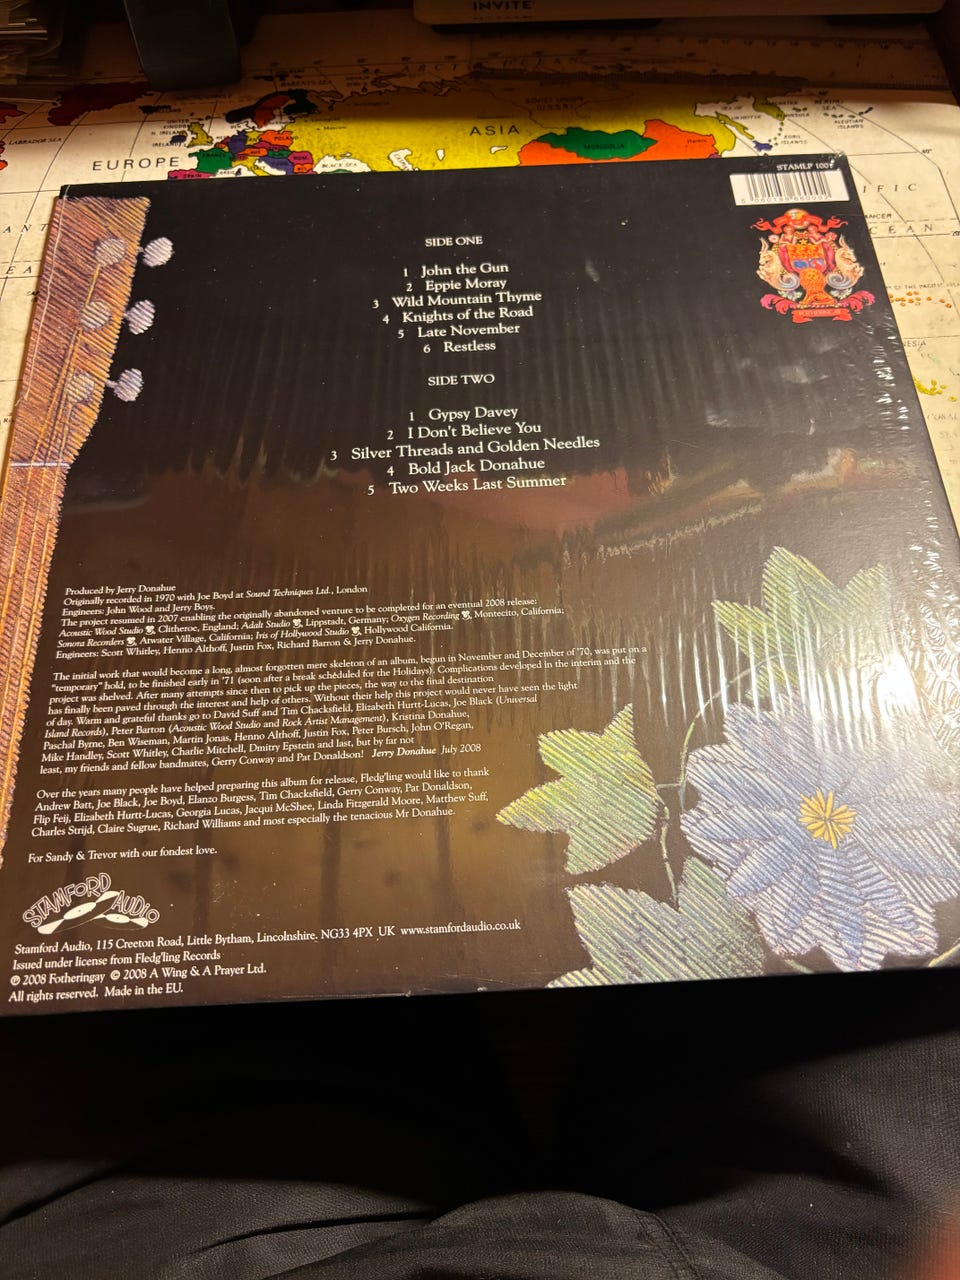 INVITE
ASIA
EUROPE
MONGOLIA
BLACK SEA
STAMLP 1001
SIDE ONE
1 John the Gun
2 Eppie Moray
3 Wild Mountain Thyme
4 Knights of the Road
5 Late November
6 Restless
SIDE TWO
1 Gypsy Davey
2 I Don't Believe You
3 Silver Threads and Golden Needles
4 Bold Jack Donahue
5 Two Weeks Last Summer
Produced by Jerry Donahue
Originally recorded in 1970 with Joe Boyd at Sound Techniques Ltd., London
Engineers: John Wood and Jerry Boys.
The project resumed in 2007 enabling the originally abandoned venture to be completed for an eventual 2008 release:
Acoustic Wood Studio, Clitheroe, England; Adalt Studio, Lippstadt, Germany; Oxygen Recording, Montecito, California;
Sonora Recorders, Atwater Village, California; Iris of Hollywood Studio, Hollywood California.
Engineers: Scott Whitley, Henno Althoff, Justin Fox, Richard Barron & Jerry Donahue.
The initial work that would become a long, almost forgotten mere skeleton of an album, begun in November and December of '70, was put on a
"temporary" hold, to be finished early in '71 (soon after a break scheduled for the Holidays). Complications developed in the interim and the
project was shelved. After many attempts since then to pick up the pieces, the way to the final destination
has finally been paved through the interest and help of others. Without their help this project would never have seen the light
of day. Warm and grateful thanks go to David Suff and Tim Chacksfield, Elizabeth Hurtt-Lucas, Joe Black (Universal
Island Records), Peter Barton (Acoustic Wood Studio and Rock Artist Management), Kristina Donahue,
Paschal Byrne, Ben Wiseman, Martin Jonas, Henno Althoff, Justin Fox, Peter Bursch, John O'Regan,
Mike Handley, Scott Whitley, Charlie Mitchell, Dmitry Epstein and last, but by far not
least, my friends and fellow bandmates, Gerry Conway and Pat Donaldson! Jerry Donahue July 2008
Over the years many people have helped preparing this album for release, Fledg'ling would like to thank
Andrew Batt, Joe Black, Joe Boyd, Elanzo Burgess, Tim Chacksfield, Gerry Conway, Pat Donaldson,
Flip Feij, Elizabeth Hurtt-Lucas, Georgia Lucas, Jacqui McShee, Linda Fitzgerald Moore, Matthew Suff,
Charles Strijd, Claire Sugrue, Richard Williams and most especially the tenacious Mr Donahue.
For Sandy & Trevor with our fondest love.
STAMFORD AUDIO
Stamford Audio, 115 Creeton Road, Little Bytham, Lincolnshire. NG33 4PX UK www.stamfordaudio.co.uk
Issued under license from Fledg'ling Records
℗ 2008 Fotheringay © 2008 A Wing & A Prayer Ltd.
All rights reserved. Made in the EU.